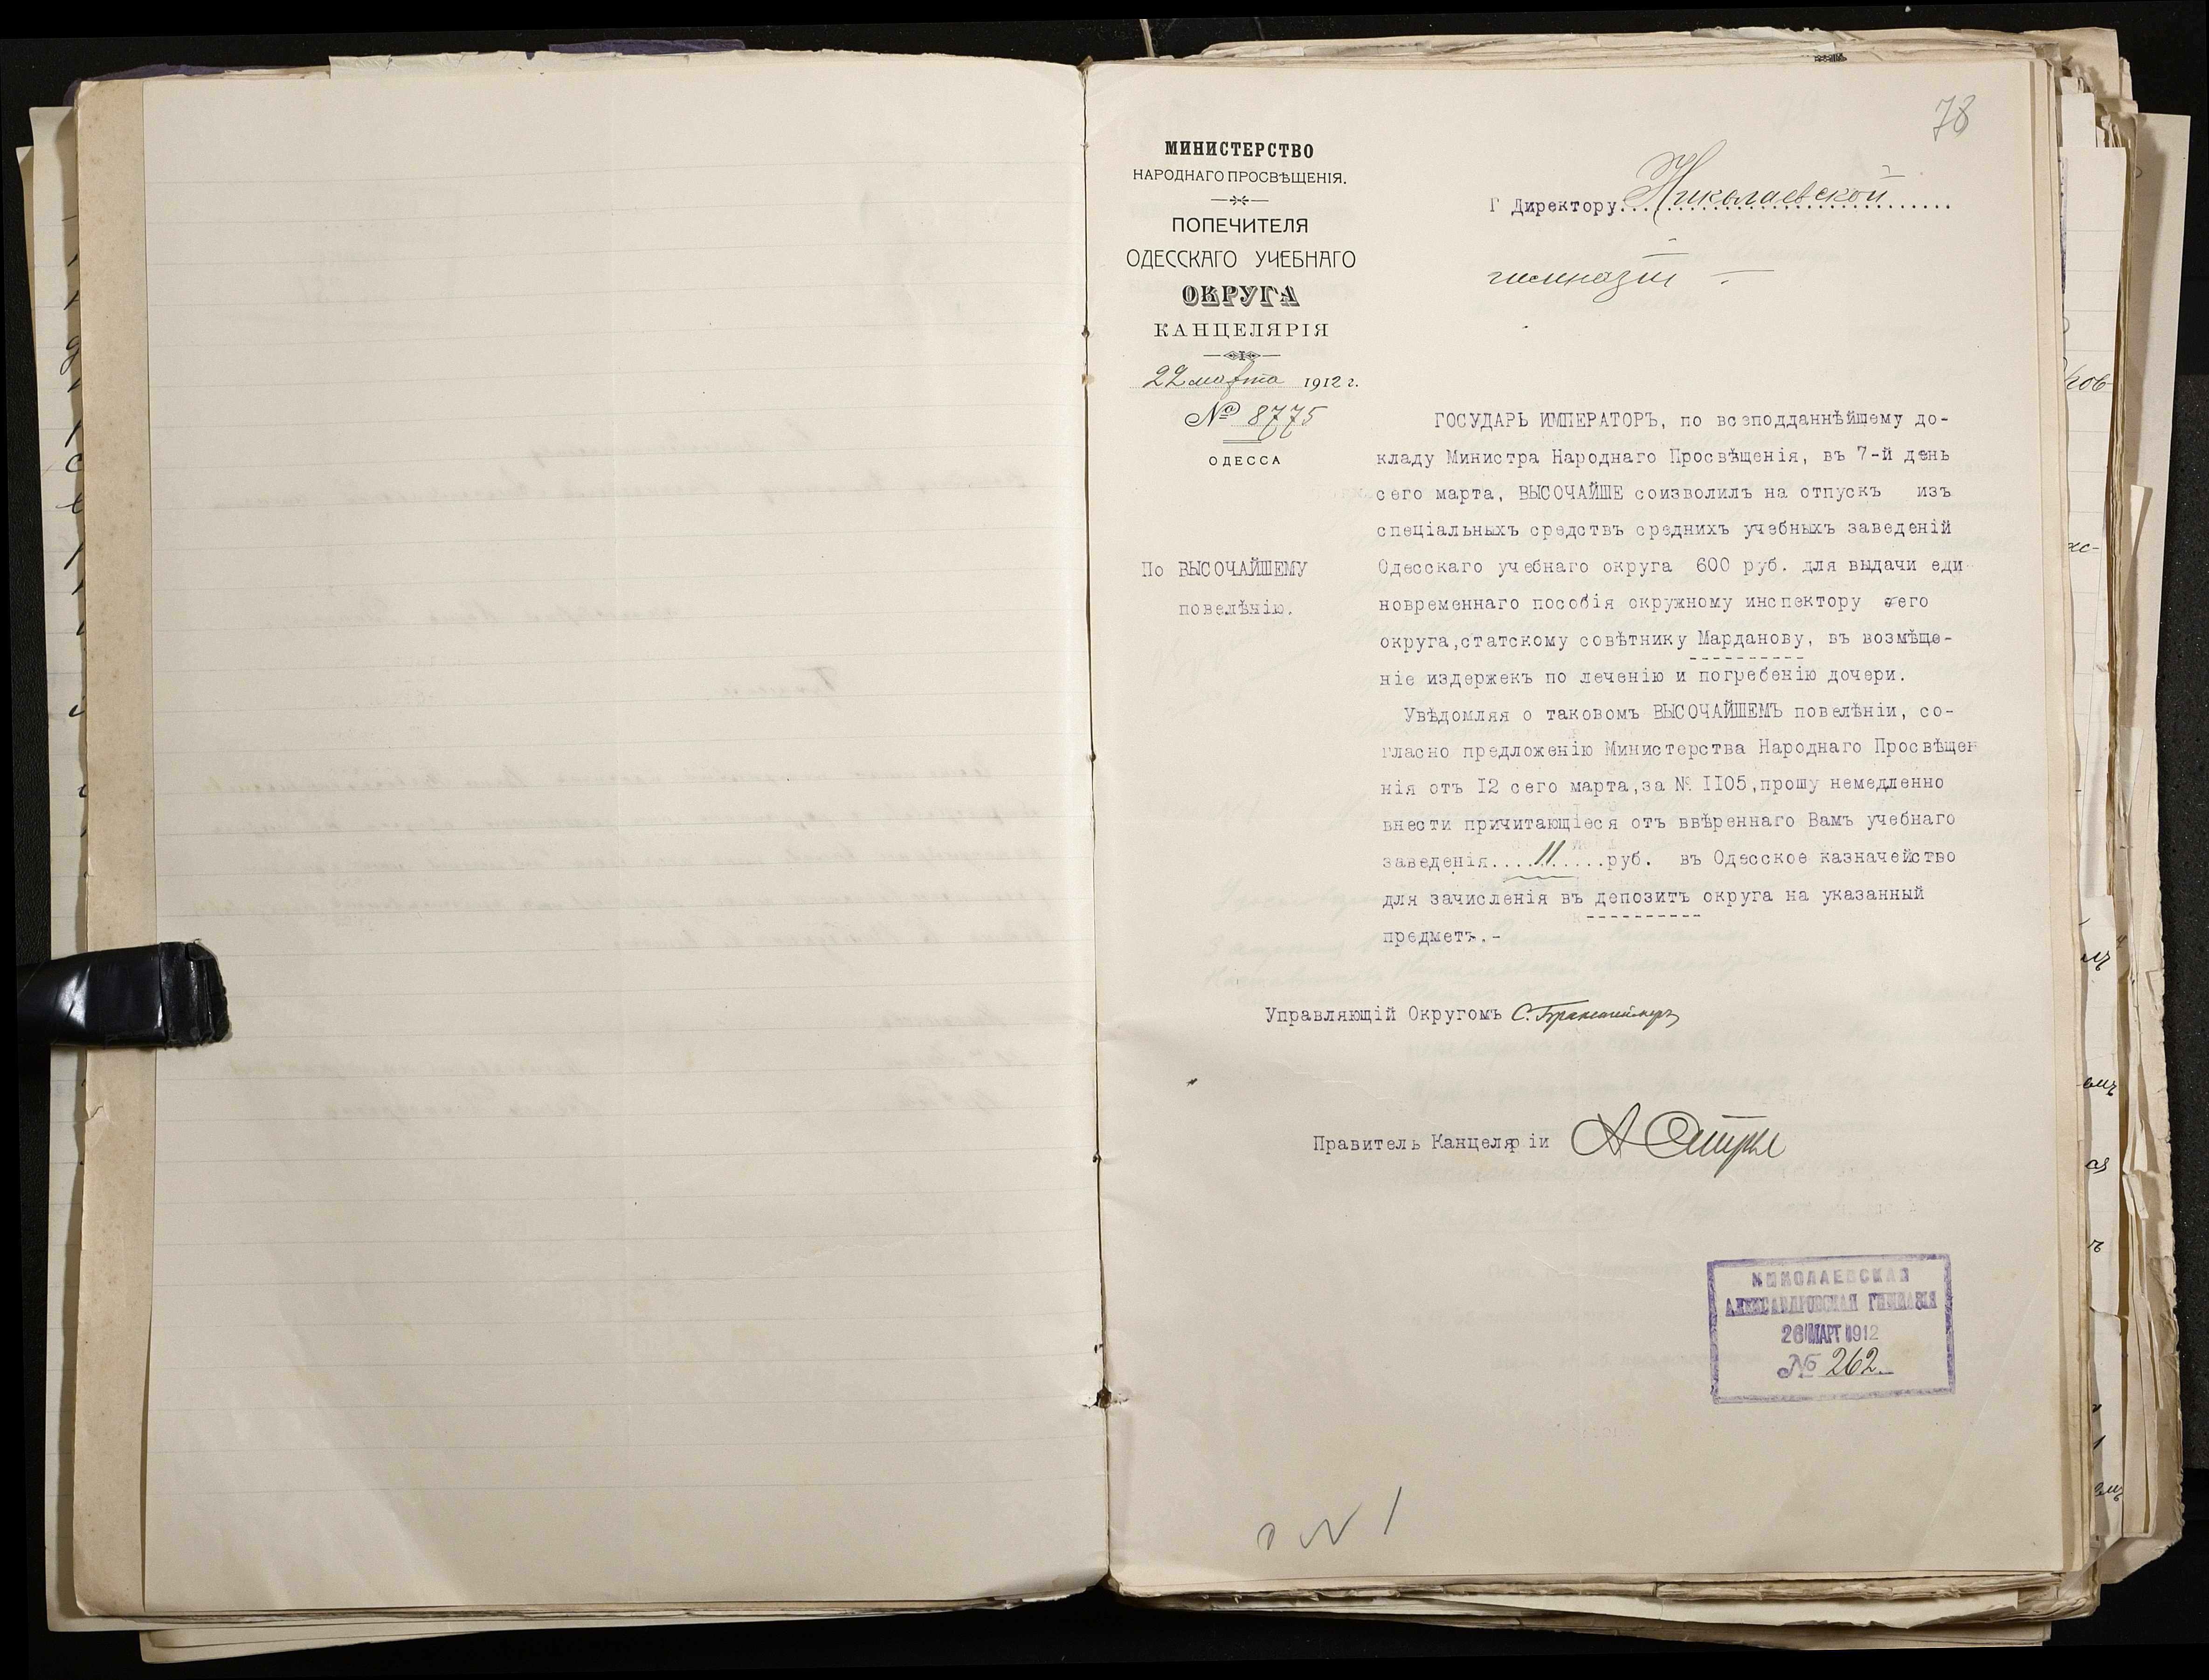 78
МИНИСТЕРСТВО
НАРОДНАГО ПРОСВѢЩЕНІЯ.
ПОПЕЧИТЕЛЯ
ОДЕССКАГО УЧЕБНАГО
ОКРУГА
КАНЦЕЛЯРІЯ
22 марта 1912 г.
№ 8775
ОДЕССА
Г Директору Николаевской
гимназіи —
По ВЫСОЧАЙШЕМУ
повелѣнію.
ГОСУДАРЬ ИМПЕРАТОРЪ, по всеподданнѣйшему до-
кладу Министра Народнаго Просвѣщенія, въ 7-й день
сего марта, ВЫСОЧАЙШЕ соизволилъ на отпускъ изъ
спеціальныхъ средствъ среднихъ учебныхъ заведеній
Одесскаго учебнаго округа 600 руб. для выдачи еди-
новременнаго пособія окружному инспектору сего
округа,статскому совѣтнику Марданову, въ возмѣще-
ніе издержекъ по леченію и погребенію дочери.
Увѣдомляя о таковомъ ВЫСОЧАЙШЕМЪ повелѣніи, со-
гласно предложенію Министерства Народнаго Просвѣщен
нія отъ 12 сего марта,за № 1105,прошу немедленно
внести причитающіеся отъ ввѣреннаго Вамъ учебнаго
заведенія....11.....руб. въ Одесское казначейство
для зачисленія въ депозитъ округа на указанный
предметъ.-
Управляющій Округомъ С.
Правитель Канцеляріи А
НИКОЛАЕВСКАЯ
АЛЕКСАНДРОВСКАЯ ГИМНАЗІЯ
26 МАРТ 1912
№ 262.